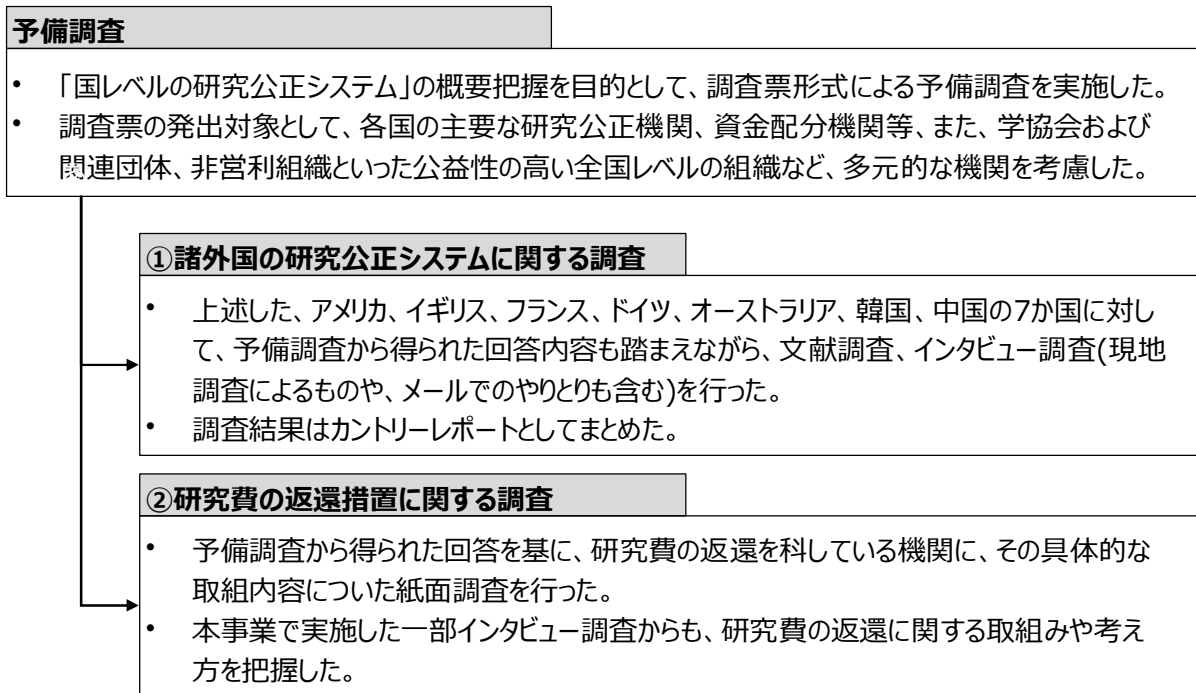 予備調査
• 「国レベルの研究公正システム」の概要把握を目的として、調査票形式による予備調査を実施した。
• 調査票の発出対象として、各国の主要な研究公正機関、資金配分機関等、また、学協会および
関連団体、非営利組織といった公益性の高い全国レベルの組織など、多元的な機関を考慮した。
①諸外国の研究公正システムに関する調査
• 上述した、アメリカ、イギリス、フランス、ドイツ、オーストラリア、韓国、中国の7か国に対し
て、予備調査から得られた回答内容も踏まえながら、文献調査、インタビュー調査(現地
調査によるものや、メールでのやりとりも含む)を行った。
• 調査結果はカントリーレポートとしてまとめた。
②研究費の返還措置に関する調査
• 予備調査から得られた回答を基に、研究費の返還を科している機関に、その具体的な
取組内容についた紙面調査を行った。
• 本事業で実施した一部インタビュー調査からも、研究費の返還に関する取組みや考え
方を把握した。